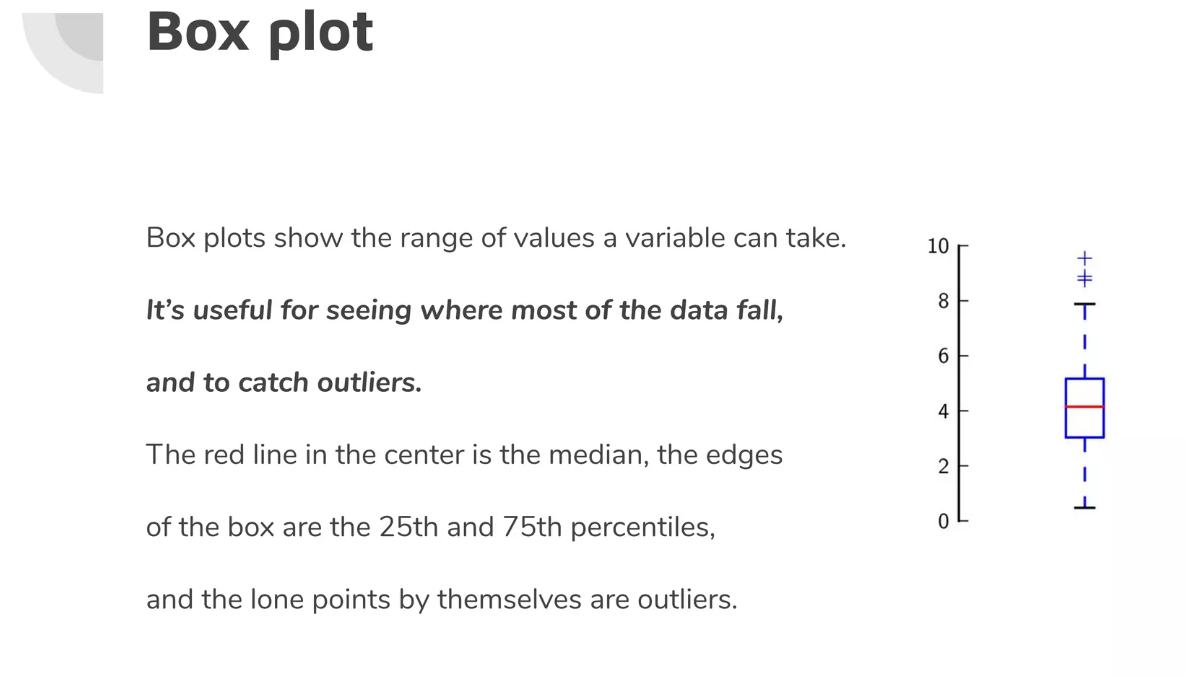 Box plot
Box plots show the range of values a variable can take.
It’s useful for seeing where most of the data fall,
and to catch outliers.
The red line in the center is the median, the edges
of the box are the 25th and 75th percentiles,
and the lone points by themselves are outliers.
10
8
6
4
2
0